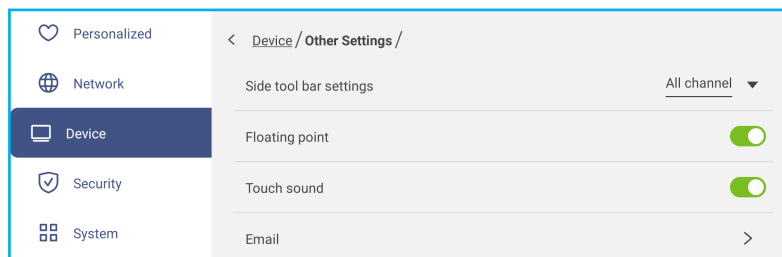 Personalized
Network
Device
Security
System
Device / Other Settings /
Side tool bar settings All channel
Floating point
Touch sound
Email